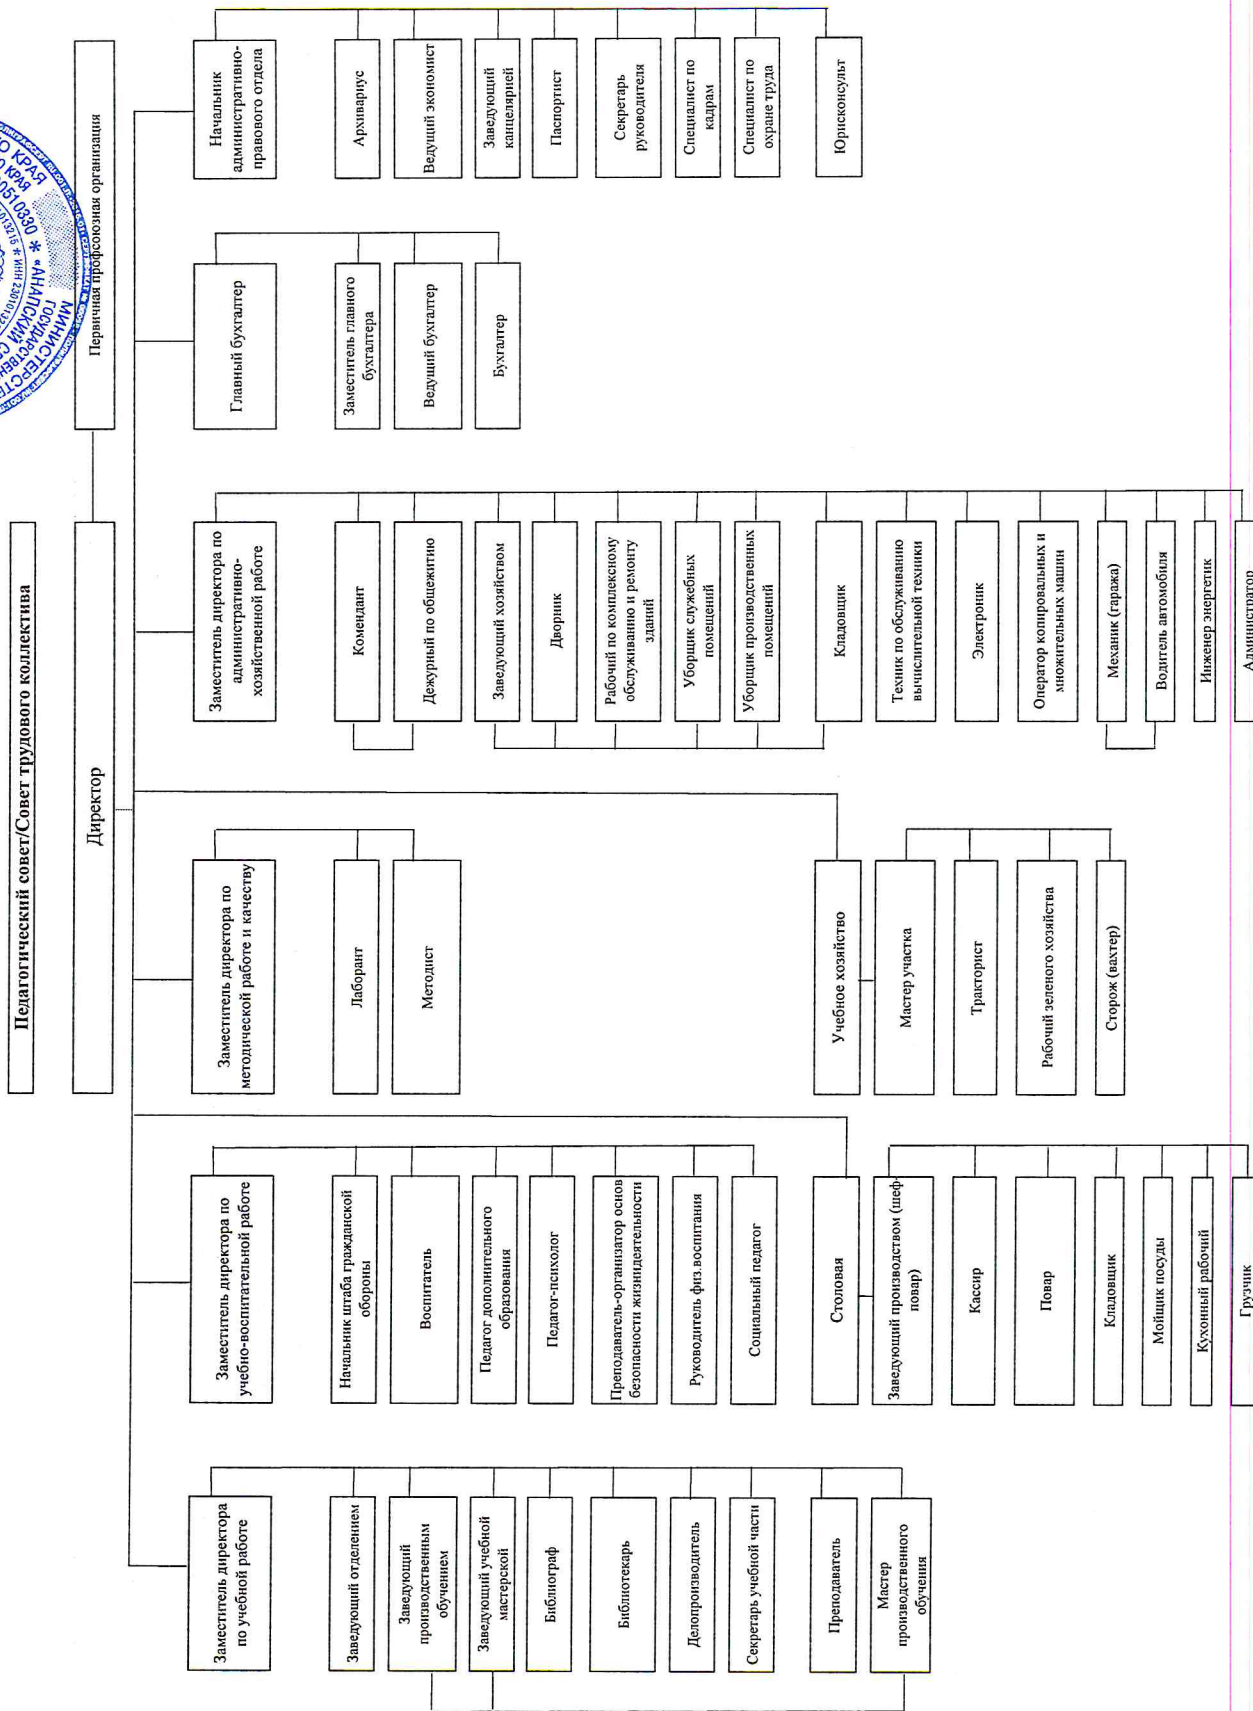 Педагогический совет/Совет трудового коллектива
Директор
Первичная профсоюзная организация
МИНИСТЕРСТВ
КРАЯ
0510330 * «АНАПСКИЙ С
Заместитель директора
по учебной работе
Заведующий отделением
Заведующий
производственным
обучением
Заведующий учебной
мастерской
Библиограф
Библиотекарь
Делопроизводитель
Секретарь учебной части
Преподаватель
Мастер
производственного
обучения
Заместитель директора по
учебно-воспитательной работе
Начальник штаба гражданской
обороны
Воспитатель
Педагог дополнительного
образования
Педагог-психолог
Преподаватель-организатор основ
безопасности жизнидеятельности
Руководитель физ.воспитания
Социальный педагог
Столовая
Заведующий производством (шеф-
повар)
Кассир
Повар
Кладовщик
Мойщик посуды
Кухонный рабочий
Грузчик
Заместитель директора по
методической работе и качеству
Лаборант
Методист
Учебное хозяйство
Мастер участка
Тракторист
Рабочий зеленого хозяйства
Сторож (вахтер)
Заместитель директора по
административно-
хозяйственной работе
Комендант
Дежурный по общежитию
Заведующий хозяйством
Дворник
Рабочий по комплексному
обслуживанию и ремонту
зданий
Уборщик служебных
помещений
Уборщик производственных
помещений
Кладовщик
Техник по обслуживанию
вычислительной техники
Электроник
Оператор копировальных и
множительных машин
Механик (гаража)
Водитель автомобиля
Инженер энергетик
Администратор
Главный бухгалтер
Заместитель главного
бухгалтера
Ведущий бухгалтер
Бухгалтер
Начальник
административно-
правового отдела
Архивариус
Ведущий экономист
Заведующий
канцелярией
Паспортист
Секретарь
руководителя
Специалист по
кадрам
Специалист по
охране труда
Юрисконсульт